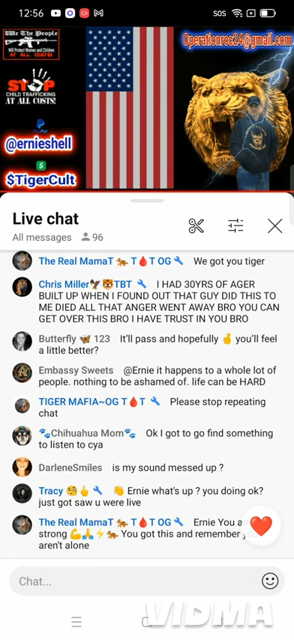 12:56
SOS
We The People
Will Protect Women and Children
AT ALL COSTS!
Operatonroc24@gmail.com
STOP
CHILD TRAFFICKING
AT ALL COSTS!
@ernieshell
$TigerCult
Live chat
All messages 96
The Real MamaT 🐅 T🩸T OG 🔧 We got you tiger
Chris Miller🦅🐯TBT 🔧 I HAD 30YRS OF AGER
BUILT UP WHEN I FOUND OUT THAT GUY DID THIS TO
ME DIED ALL THAT ANGER WENT AWAY BRO YOU CAN
GET OVER THIS BRO I HAVE TRUST IN YOU BRO
Butterfly 🦋 123 It'll pass and hopefully 🤞 you'll feel
a little better?
Embassy Sweets @Ernie it happens to a whole lot of
people. nothing to be ashamed of. life can be HARD
TIGER MAFIA~OG T🩸T 🔧 Please stop repeating
chat
🐾Chihuahua Mom🐾 Ok I got to go find something
to listen to cya
DarleneSmiles is my sound messed up ?
Tracy 🧐👆 🔧 👏 Ernie what's up ? you doing ok?
just got saw u were live
The Real MamaT 🐅 T🩸T OG 🔧 Ernie You a
strong 💪🙏⚡🐅 You got this and remember
aren't alone
Chat...
VIDMA